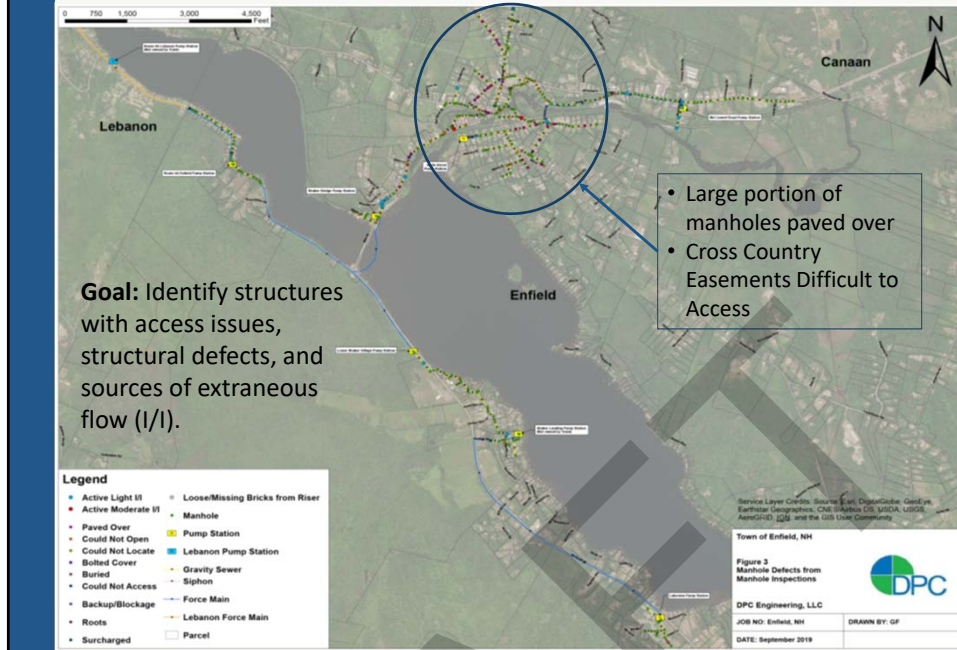 0 750 1,500 3,000 4,500
Feet
N
Canaan
Lebanon
• Large portion of
manholes paved over
• Cross Country
Easements Difficult to
Access
Goal: Identify structures
with access issues,
structural defects, and
sources of extraneous
flow (I/I).
Enfield
Legend
Active Light I/I
Active Moderate I/I
Paved Over
Could Not Open
Could Not Locate
Bolted Cover
Buried
Could Not Access
Backup/Blockage
Roots
Surcharged
Loose/Missing Bricks from Riser
Manhole
Pump Station
Lebanon Pump Station
Gravity Sewer
Siphon
Force Main
Lebanon Force Main
Parcel
Service Layer Credits: Source: Esri, DigitalGlobe, GeoEye,
Earthstar Geographics, CNES/Airbus DS, USDA, USGS,
AeroGRID, IGN, and the GIS User Community
Town of Enfield, NH
Figure 3
Manhole Defects from
Manhole Inspections
DPC
DPC Engineering, LLC
JOB NO: Enfield, NH
DRAWN BY: GF
DATE: September 2019